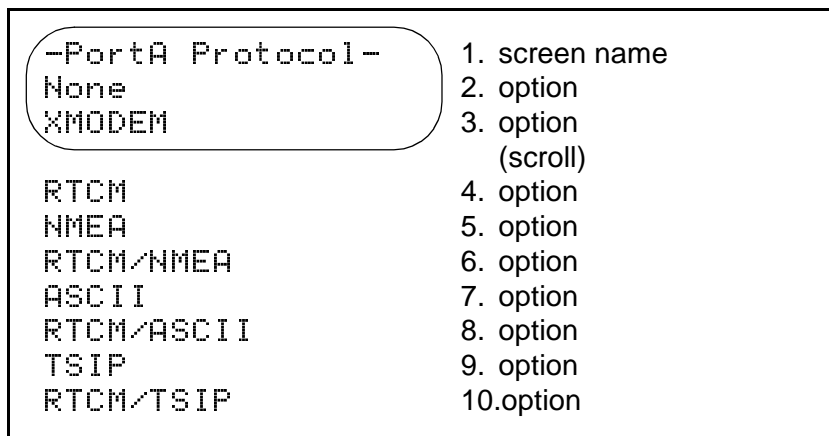 -PortA Protocol- 1. screen name
None 2. option
XMODEM 3. option
(scroll)
RTCM 4. option
NMEA 5. option
RTCM/NMEA 6. option
ASCII 7. option
RTCM/ASCII 8. option
TSIP 9. option
RTCM/TSIP 10.option